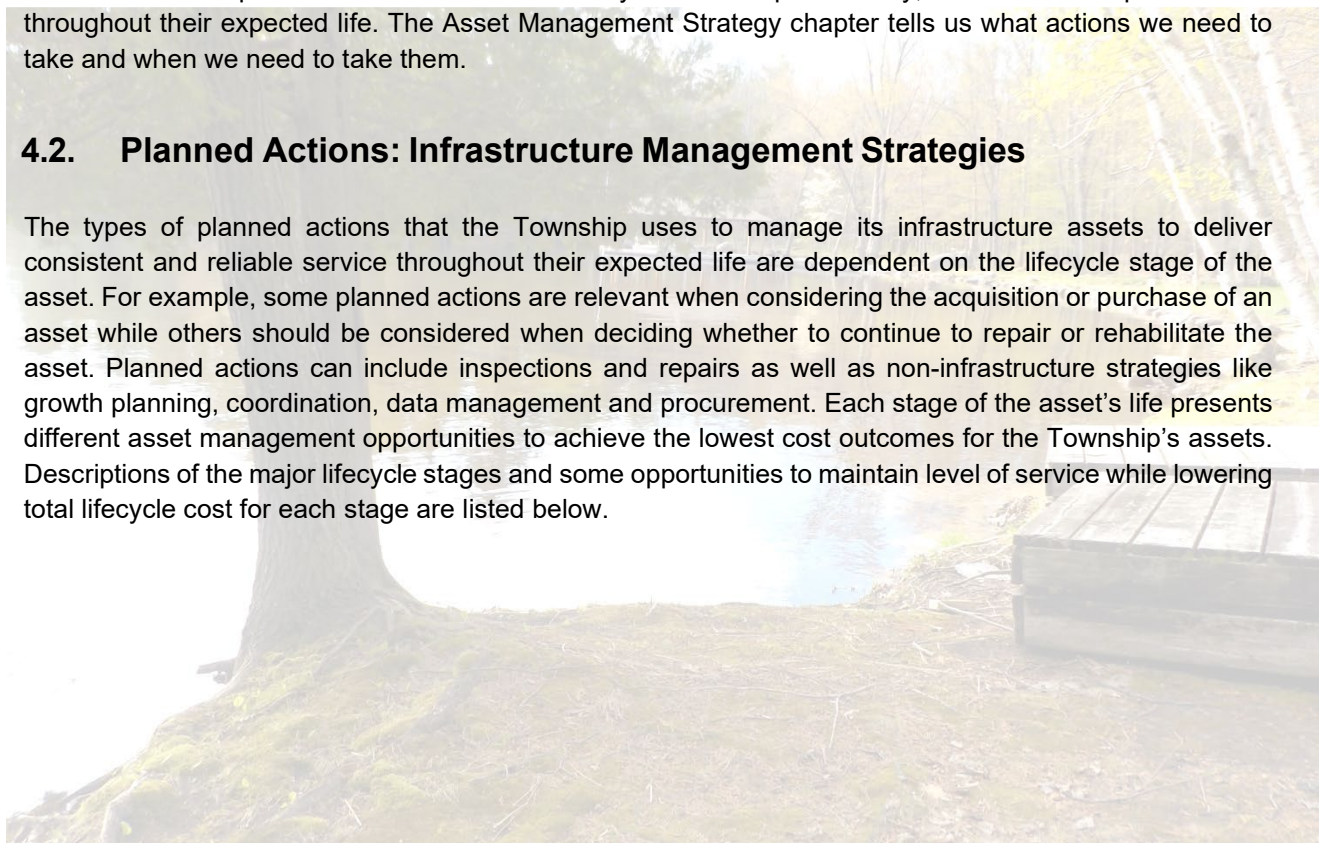 throughout their expected life. The Asset Management Strategy chapter tells us what actions we need to
take and when we need to take them.
4.2. Planned Actions: Infrastructure Management Strategies
The types of planned actions that the Township uses to manage its infrastructure assets to deliver
consistent and reliable service throughout their expected life are dependent on the lifecycle stage of the
asset. For example, some planned actions are relevant when considering the acquisition or purchase of an
asset while others should be considered when deciding whether to continue to repair or rehabilitate the
asset. Planned actions can include inspections and repairs as well as non-infrastructure strategies like
growth planning, coordination, data management and procurement. Each stage of the asset's life presents
different asset management opportunities to achieve the lowest cost outcomes for the Township's assets.
Descriptions of the major lifecycle stages and some opportunities to maintain level of service while lowering
total lifecycle cost for each stage are listed below.